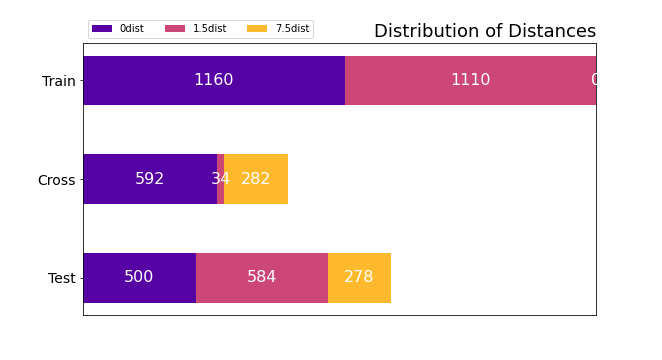 0dist 1.5dist 7.5dist
Distribution of Distances
Train 1160 1110 0
Cross 592 34 282
Test 500 584 278